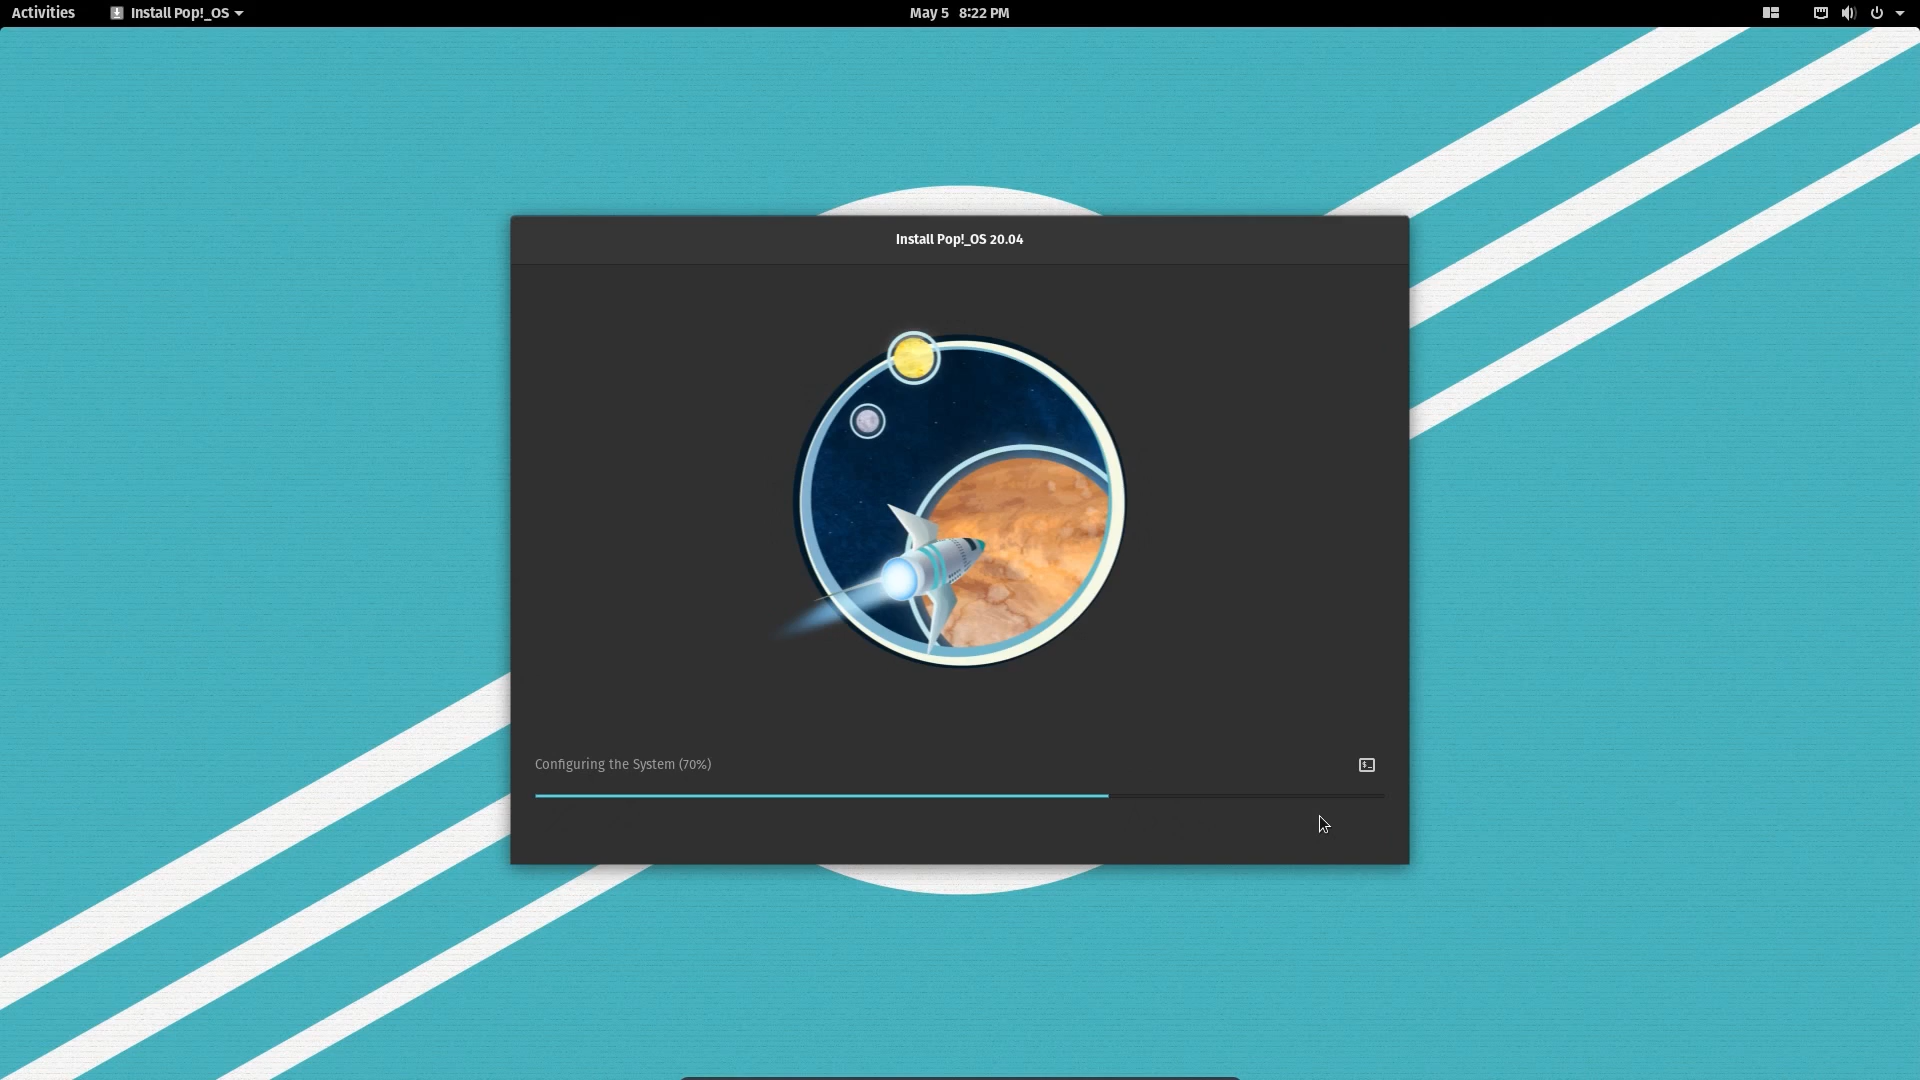 Activities
Install Pop!_OS
May 5 8:22 PM
Install Pop!_OS 20.04
Configuring the System (70%)